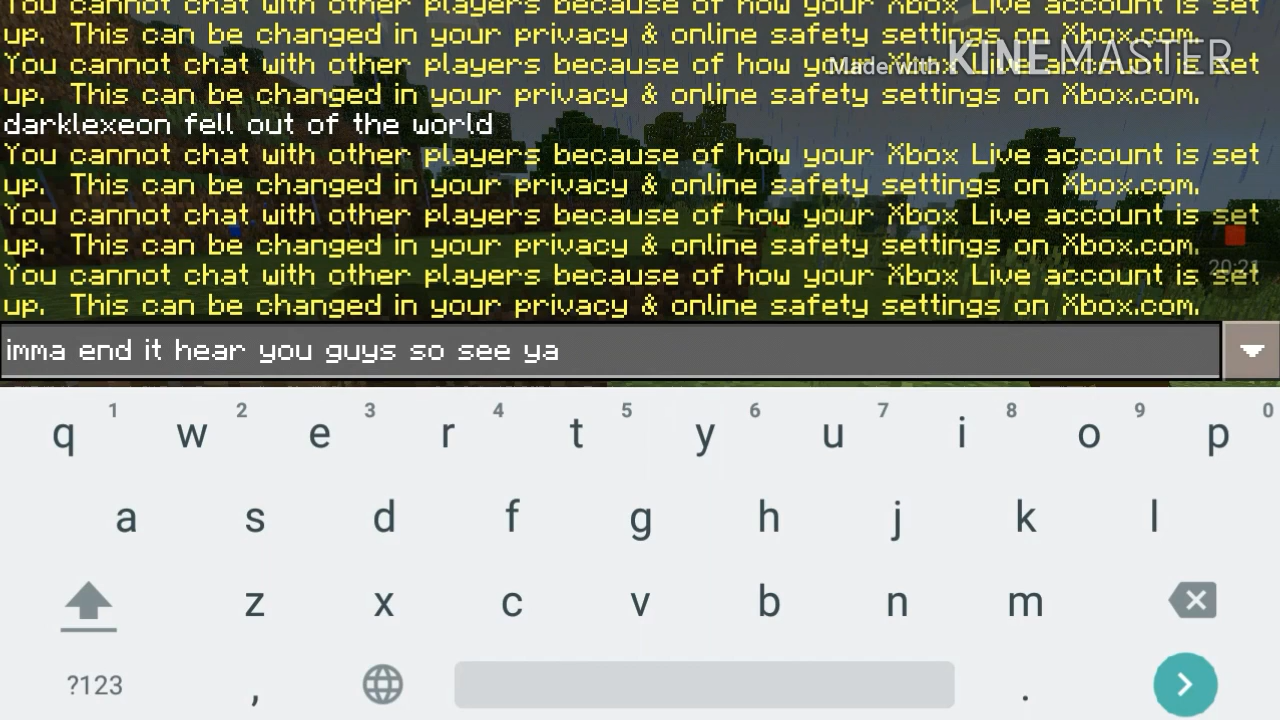 You cannot chat with other players because of how your Xbox Live account is set
up. This can be changed in your privacy & online safety settings on Xbox.com.
Made with KINEMASTER
You cannot chat with other players because of how your Xbox Live account is set
up. This can be changed in your privacy & online safety settings on Xbox.com.
darklexeon fell out of the world
You cannot chat with other players because of how your Xbox Live account is set
up. This can be changed in your privacy & online safety settings on Xbox.com.
You cannot chat with other players because of how your Xbox Live account is set
up. This can be changed in your privacy & online safety settings on Xbox.com.
20:21
You cannot chat with other players because of how your Xbox Live account is set
up. This can be changed in your privacy & online safety settings on Xbox.com.
imma end it hear you guys so see ya
1 2 3 4 5 6 7 8 9 0
q w e r t y u i o p
a s d f g h j k l
z x c v b n m
?123 , .